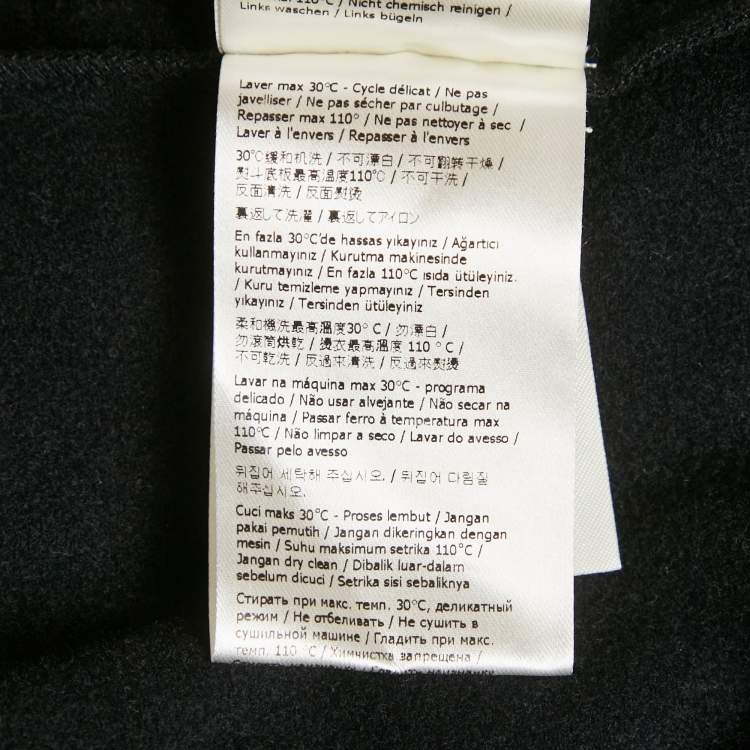 110°C / Nicht chemisch reinigen /
Links waschen / Links bügeln
Laver max 30°C - Cycle délicat / Ne pas
javelliser / Ne pas sécher par culbutage /
Repasser max 110° / Ne pas nettoyer à sec /
Laver à l'envers / Repasser à l'envers
30°C缓和机洗 / 不可漂白 / 不可翻转干燥 /
熨斗底板最高温度110°C / 不可干洗 /
反面清洗 / 反面熨烫
裏返して洗濯 / 裏返してアイロン
En fazla 30°C'de hassas yıkayınız / Ağartıcı
kullanmayınız / Kurutma makinesinde
kurutmayınız / En fazla 110°C ısıda ütüleyiniz.
/ Kuru temizleme yapmayınız / Tersinden
yıkayınız / Tersinden ütüleyiniz
柔和機洗最高溫度30° C / 勿漂白 /
勿滾筒烘乾 / 燙衣最高溫度 110 ° C /
不可乾洗 / 反過來清洗 / 反過來熨燙
Lavar na máquina max 30°C - programa
delicado / Não usar alvejante / Não secar na
máquina / Passar ferro à temperatura max
110°C / Não limpar a seco / Lavar do avesso /
Passar pelo avesso
뒤집어 세탁해 주십시오. / 뒤집어 다림질
해주십시오.
Cuci maks 30°C - Proses lembut / Jangan
pakai pemutih / Jangan dikeringkan dengan
mesin / Suhu maksimum setrika 110°C /
Jangan dry clean / Dibalik luar-dalam
sebelum dicuci / Setrika sisi sebaliknya
Стирать при макс. темп. 30°C, деликатный
режим / Не отбеливать / Не сушить в
сушильной машине / Гладить при макс.
темп. 110 °C / Химчистка запрещена /